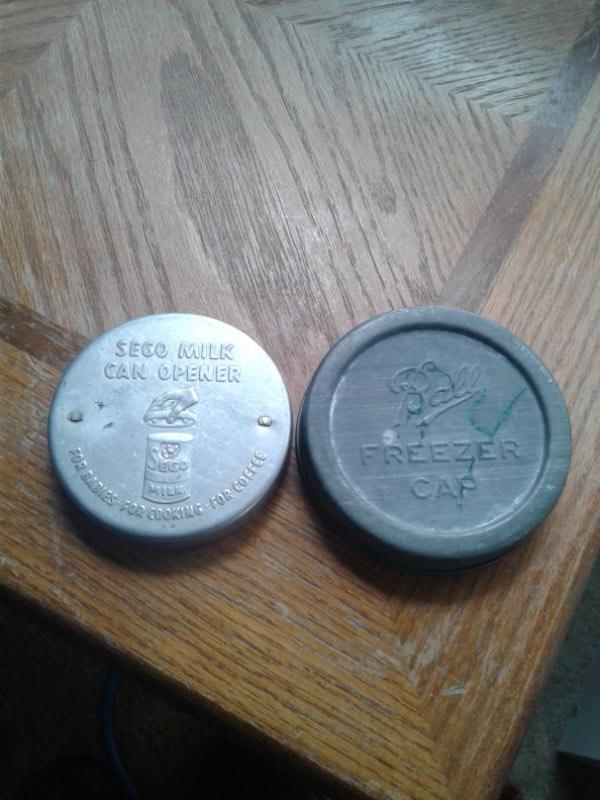 SEGO MILK
CAN OPENER
SEGO
MILK
FOR BABIES · FOR COOKING · FOR COFFEE
Ball
FREEZER
CAP